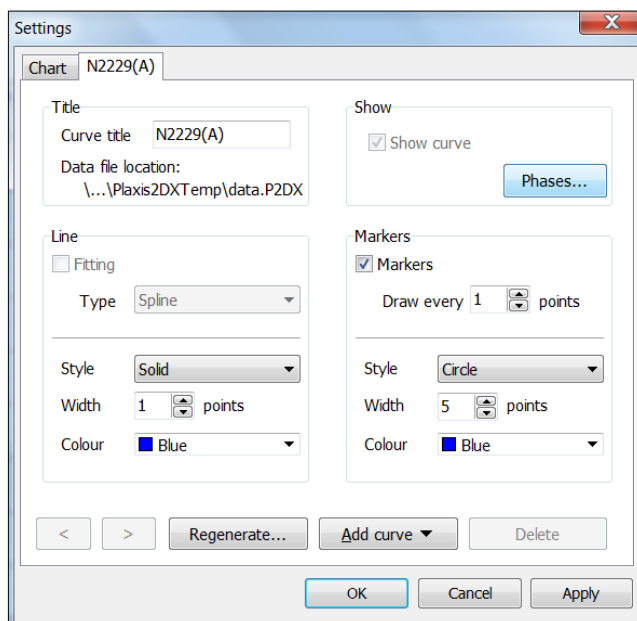 Settings
Chart N2229(A)
Title
Curve title N2229(A)
Data file location:
\...\Plaxis2DXTemp\data.P2DX
Show
Show curve
Phases...
Line
Fitting
Type Spline
Style Solid
Width 1 points
Colour Blue
Markers
Markers
Draw every 1 points
Style Circle
Width 5 points
Colour Blue
< > Regenerate... Add curve Delete
OK Cancel Apply